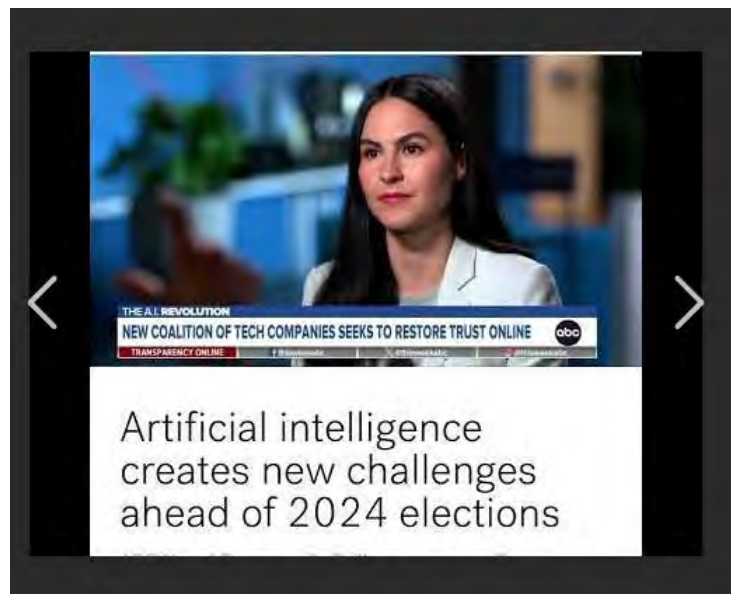 THE A.I. REVOLUTION
NEW COALITION OF TECH COMPANIES SEEKS TO RESTORE TRUST ONLINE
abc
TRANSPARENCY ONLINE
Artificial intelligence
creates new challenges
ahead of 2024 elections